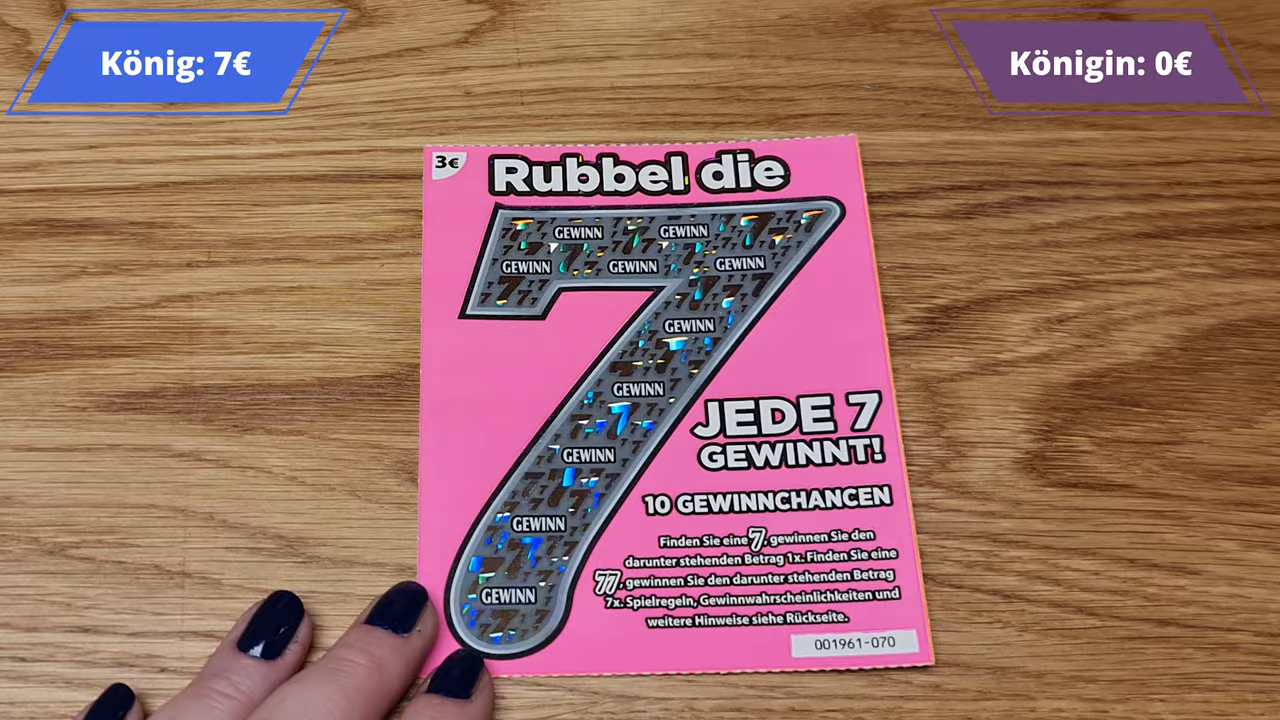 König: 7€
Königin: 0€
3€
Rubbel die
7
GEWINN
GEWINN
GEWINN
GEWINN
GEWINN
GEWINN
GEWINN
GEWINN
GEWINN
GEWINN
JEDE 7
GEWINNT!
10 GEWINNCHANCEN
Finden Sie eine 7, gewinnen Sie den
darunter stehenden Betrag 1x. Finden Sie eine
77, gewinnen Sie den darunter stehenden Betrag
7x. Spielregeln, Gewinnwahrscheinlichkeiten und
weitere Hinweise siehe Rückseite.
001961-070